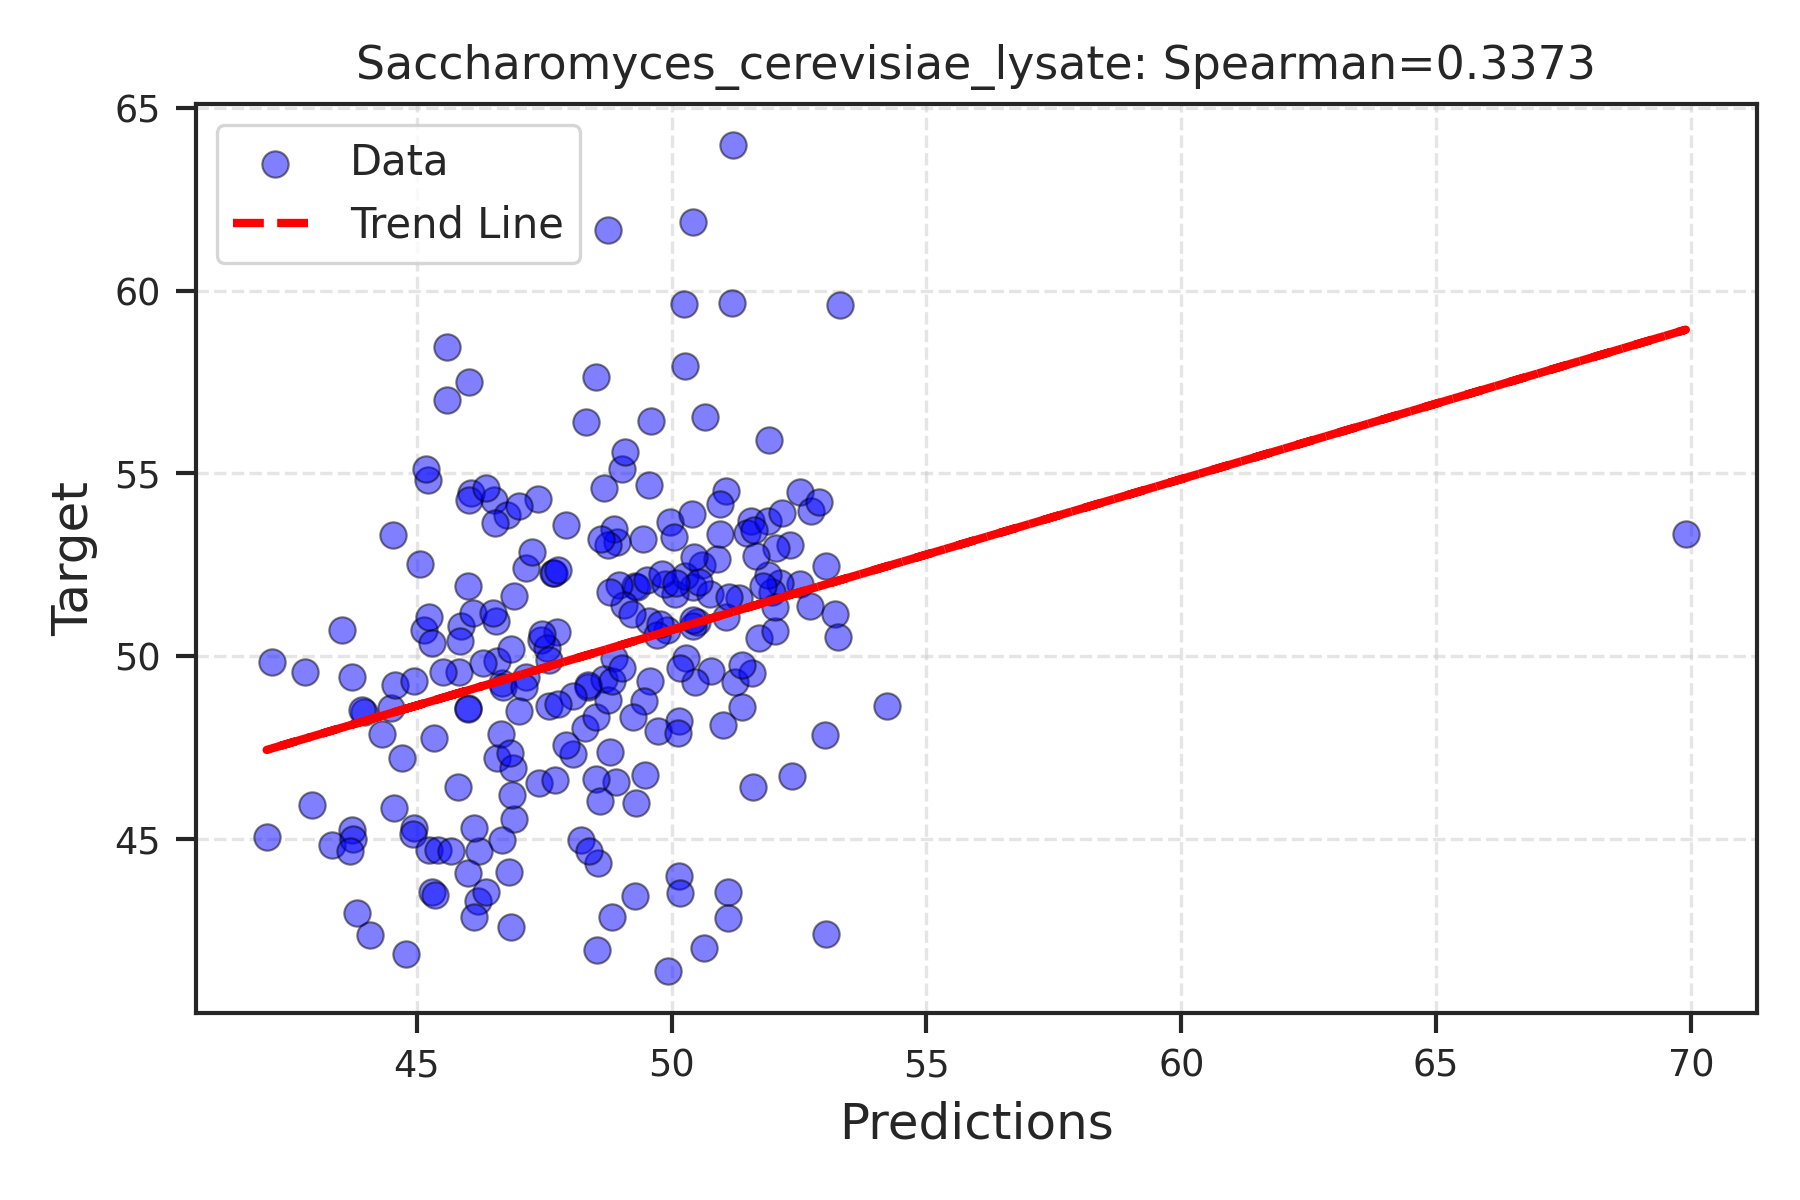 Saccharomyces_cerevisiae_lysate: Spearman=0.3373
Data
Trend Line
65
60
55
50
45
Target
45
50
55
60
65
70
Predictions